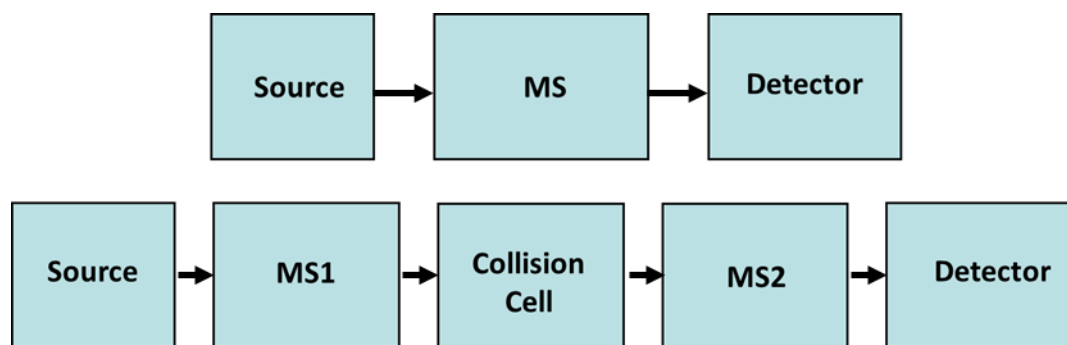 Source
MS
Detector
Source
MS1
Collision
Cell
MS2
Detector